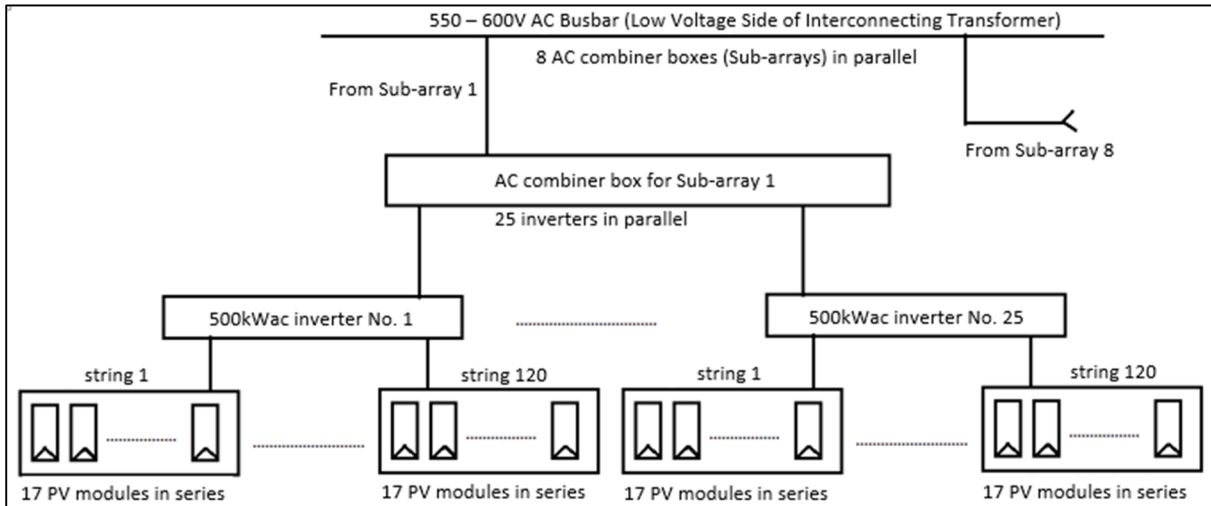 550 – 600V AC Busbar (Low Voltage Side of Interconnecting Transformer)
8 AC combiner boxes (Sub-arrays) in parallel
From Sub-array 1
From Sub-array 8
AC combiner box for Sub-array 1
25 inverters in parallel
500kWac inverter No. 1
500kWac inverter No. 25
string 1
string 120
string 1
string 120
17 PV modules in series
17 PV modules in series
17 PV modules in series
17 PV modules in series